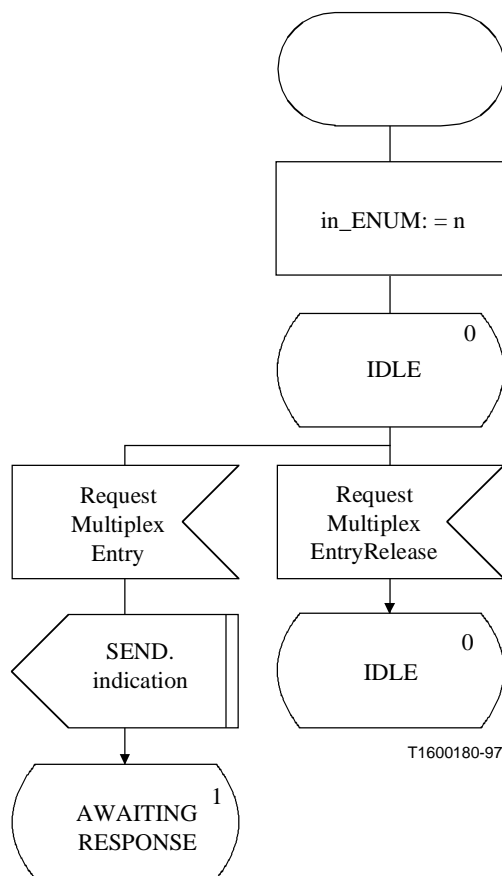 in_ENUM: = n
0
IDLE
Request
Multiplex
Entry
Request
Multiplex
EntryRelease
SEND.
indication
0
IDLE
T1600180-97
1
AWAITING
RESPONSE